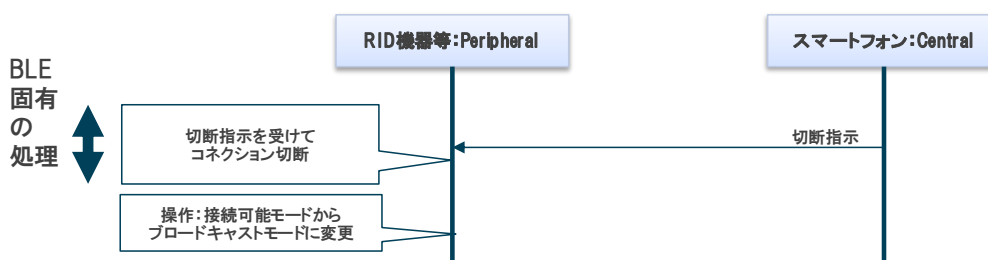 RID機器等:Peripheral
スマートフォン:Central
BLE
固有
の
処理
切断指示を受けて
コネクション切断
切断指示
操作:接続可能モードから
ブロードキャストモードに変更